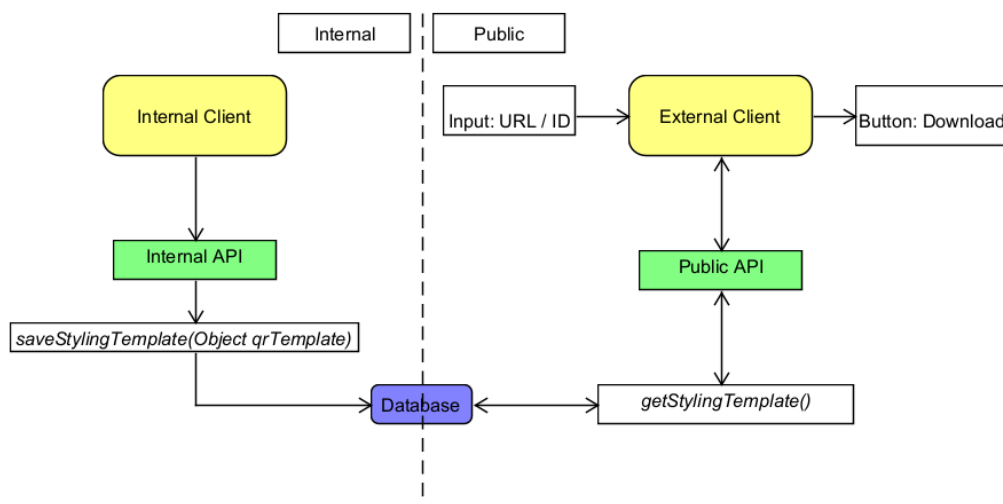 Internal
Public
Internal Client
Input: URL / ID
External Client
Button: Download
Internal API
Public API
saveStylingTemplate(Object qrTemplate)
Database
getStylingTemplate()